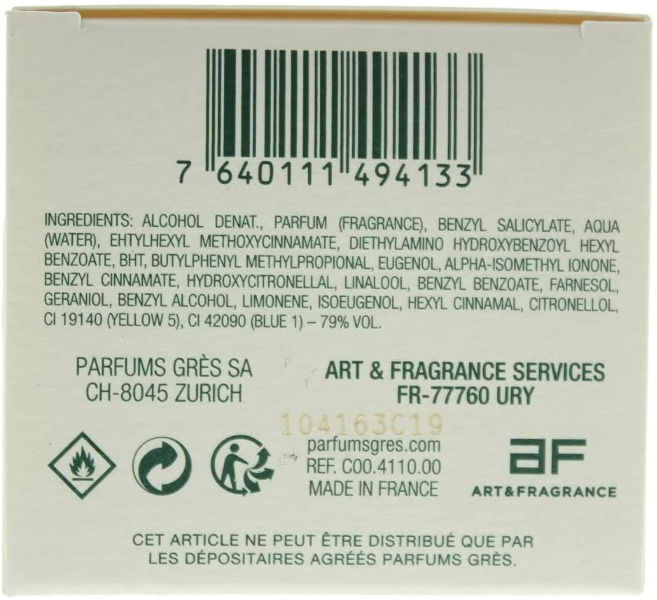 7 640111 494133
INGREDIENTS: ALCOHOL DENAT., PARFUM (FRAGRANCE), BENZYL SALICYLATE, AQUA
(WATER), EHTYLHEXYL METHOXYCINNAMATE, DIETHYLAMINO HYDROXYBENZOYL HEXYL
BENZOATE, BHT, BUTYLPHENYL METHYLPROPIONAL, EUGENOL, ALPHA-ISOMETHYL IONONE,
BENZYL CINNAMATE, HYDROXYCITRONELLAL, LINALOOL, BENZYL BENZOATE, FARNESOL,
GERANIOL, BENZYL ALCOHOL, LIMONENE, ISOEUGENOL, HEXYL CINNAMAL, CITRONELLOL,
CI 19140 (YELLOW 5), CI 42090 (BLUE 1) – 79% VOL.
PARFUMS GRÈS SA
CH-8045 ZURICH
ART & FRAGRANCE SERVICES
FR-77760 URY
104163C19
parfumsgres.com
REF. C00.4110.00
MADE IN FRANCE
AF
ART&FRAGRANCE
CET ARTICLE NE PEUT ÊTRE DISTRIBUÉ QUE PAR
LES DÉPOSITAIRES AGRÉÉS PARFUMS GRÈS.